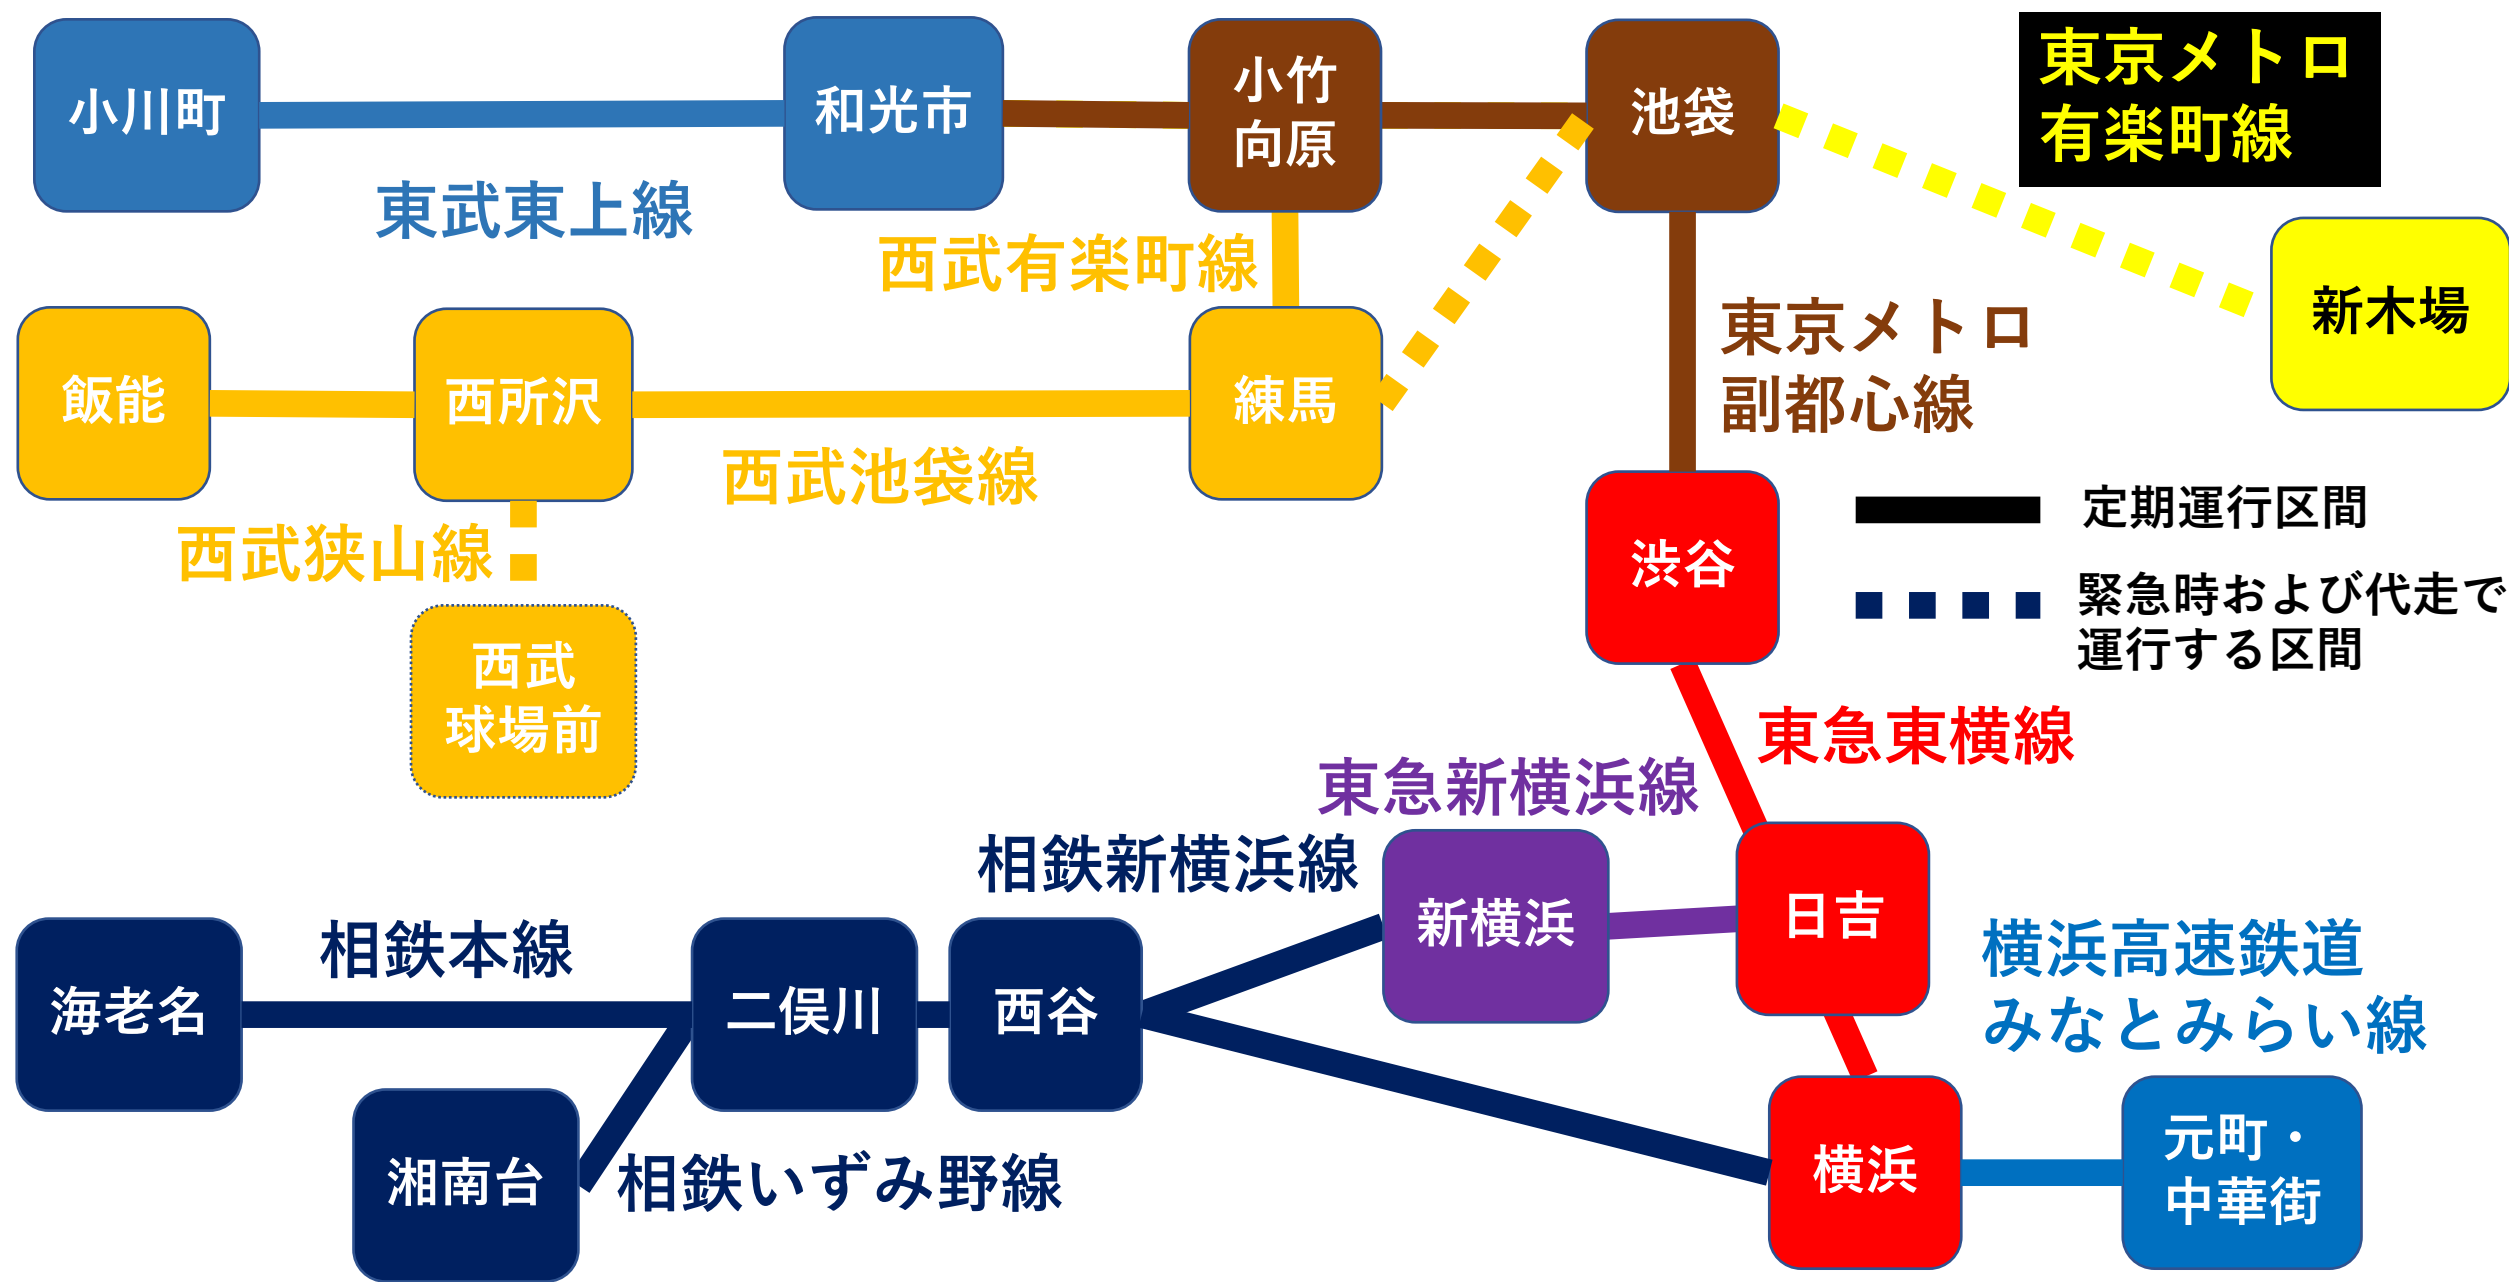 小川町
和光市
小竹
向原
池袋
東京メトロ
有楽町線
東武東上線
西武有楽町線
新木場
東京メトロ
副都心線
飯能
西所沢
練馬
西武池袋線
西武狭山線
渋谷
定期運行区間
緊急時および代走で
運行する区間
西武
球場前
東急東横線
東急新横浜線
相鉄新横浜線
新横浜
日吉
相鉄本線
横浜高速鉄道
みなとみらい線
海老名
二俣川
西谷
相南台
相鉄いずみ野線
横浜
元町・
中華街